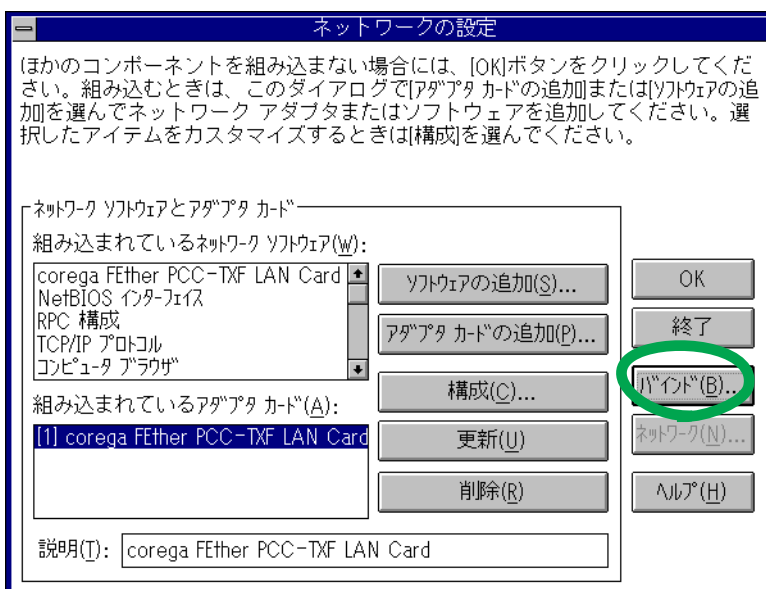 ネットワークの設定
ほかのコンポーネントを組み込まない場合には、[OK]ボタンをクリックしてくだ
さい。組み込むときは、このダイアログで[ｱﾀﾞﾌﾟﾀ ｶｰﾄﾞの追加]また は[ｿﾌﾄｳｪｱの追
加]を選んでネットワーク アダプタまたはソフトウェアを追加してください。選
択したアイテムをカスタマイズするときは[構成]を選んでください。
ﾈｯﾄﾜｰｸ ｿﾌﾄｳｪｱとｱﾀﾞﾌﾟﾀ ｶｰﾄﾞ
組み込まれているﾈｯﾄﾜｰｸ ｿﾌﾄｳｪｱ(W):
corega FEther PCC-TXF LAN Card
NetBIOS ｲﾝﾀｰﾌｪｲｽ
RPC 構成
TCP/IP ﾌﾟﾛﾄｺﾙ
ｺﾝﾋﾟｭｰﾀ ﾌﾞﾗｳｻﾞ
ｿﾌﾄｳｪｱの追加(S)...
ｱﾀﾞﾌﾟﾀ ｶｰﾄﾞの追加(P)...
OK
終了
組み込まれているｱﾀﾞﾌﾟﾀ ｶｰﾄﾞ(A):
[1] corega FEther PCC-TXF LAN Card
構成(C)...
更新(U)
削除(R)
ﾊﾞｲﾝﾄﾞ(B)...
ﾈｯﾄﾜｰｸ(N)...
ﾍﾙﾌﾟ(H)
説明(T): corega FEther PCC-TXF LAN Card